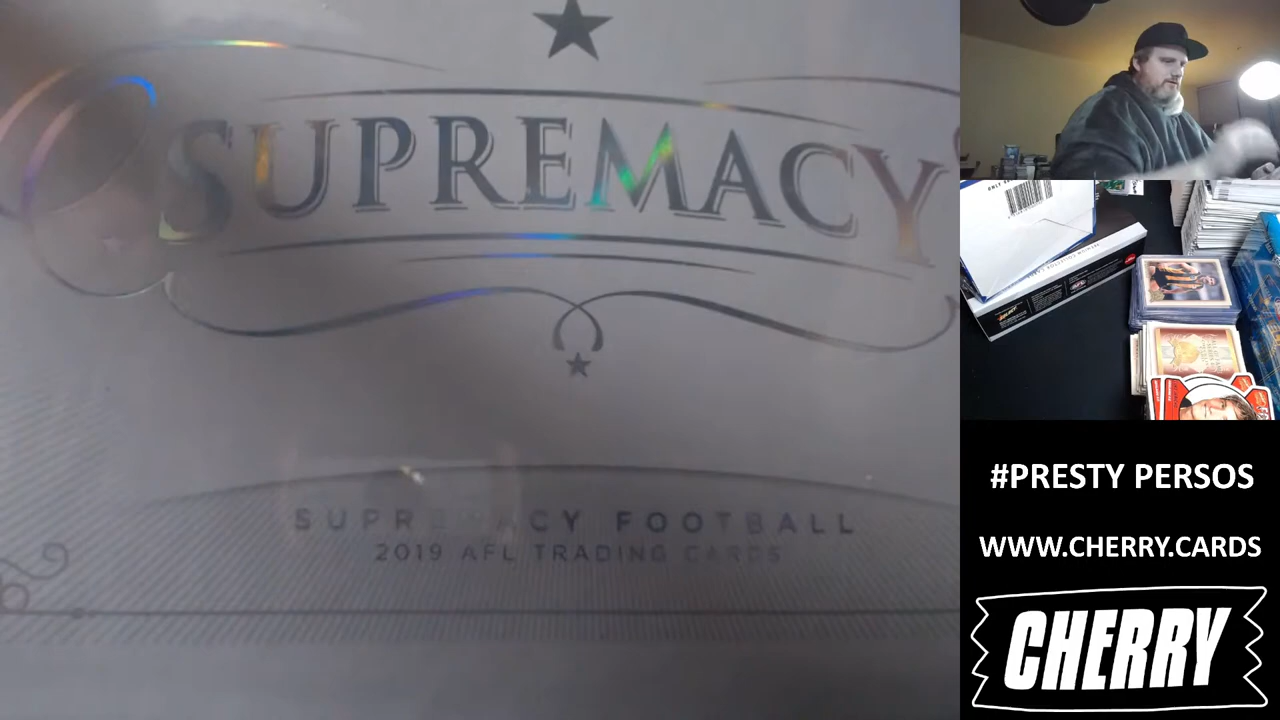 SUPREMACY
SUPREMACY FOOTBALL
2019 AFL TRADING CARDS
#PRESTY PERSOS
WWW.CHERRY.CARDS
CHERRY